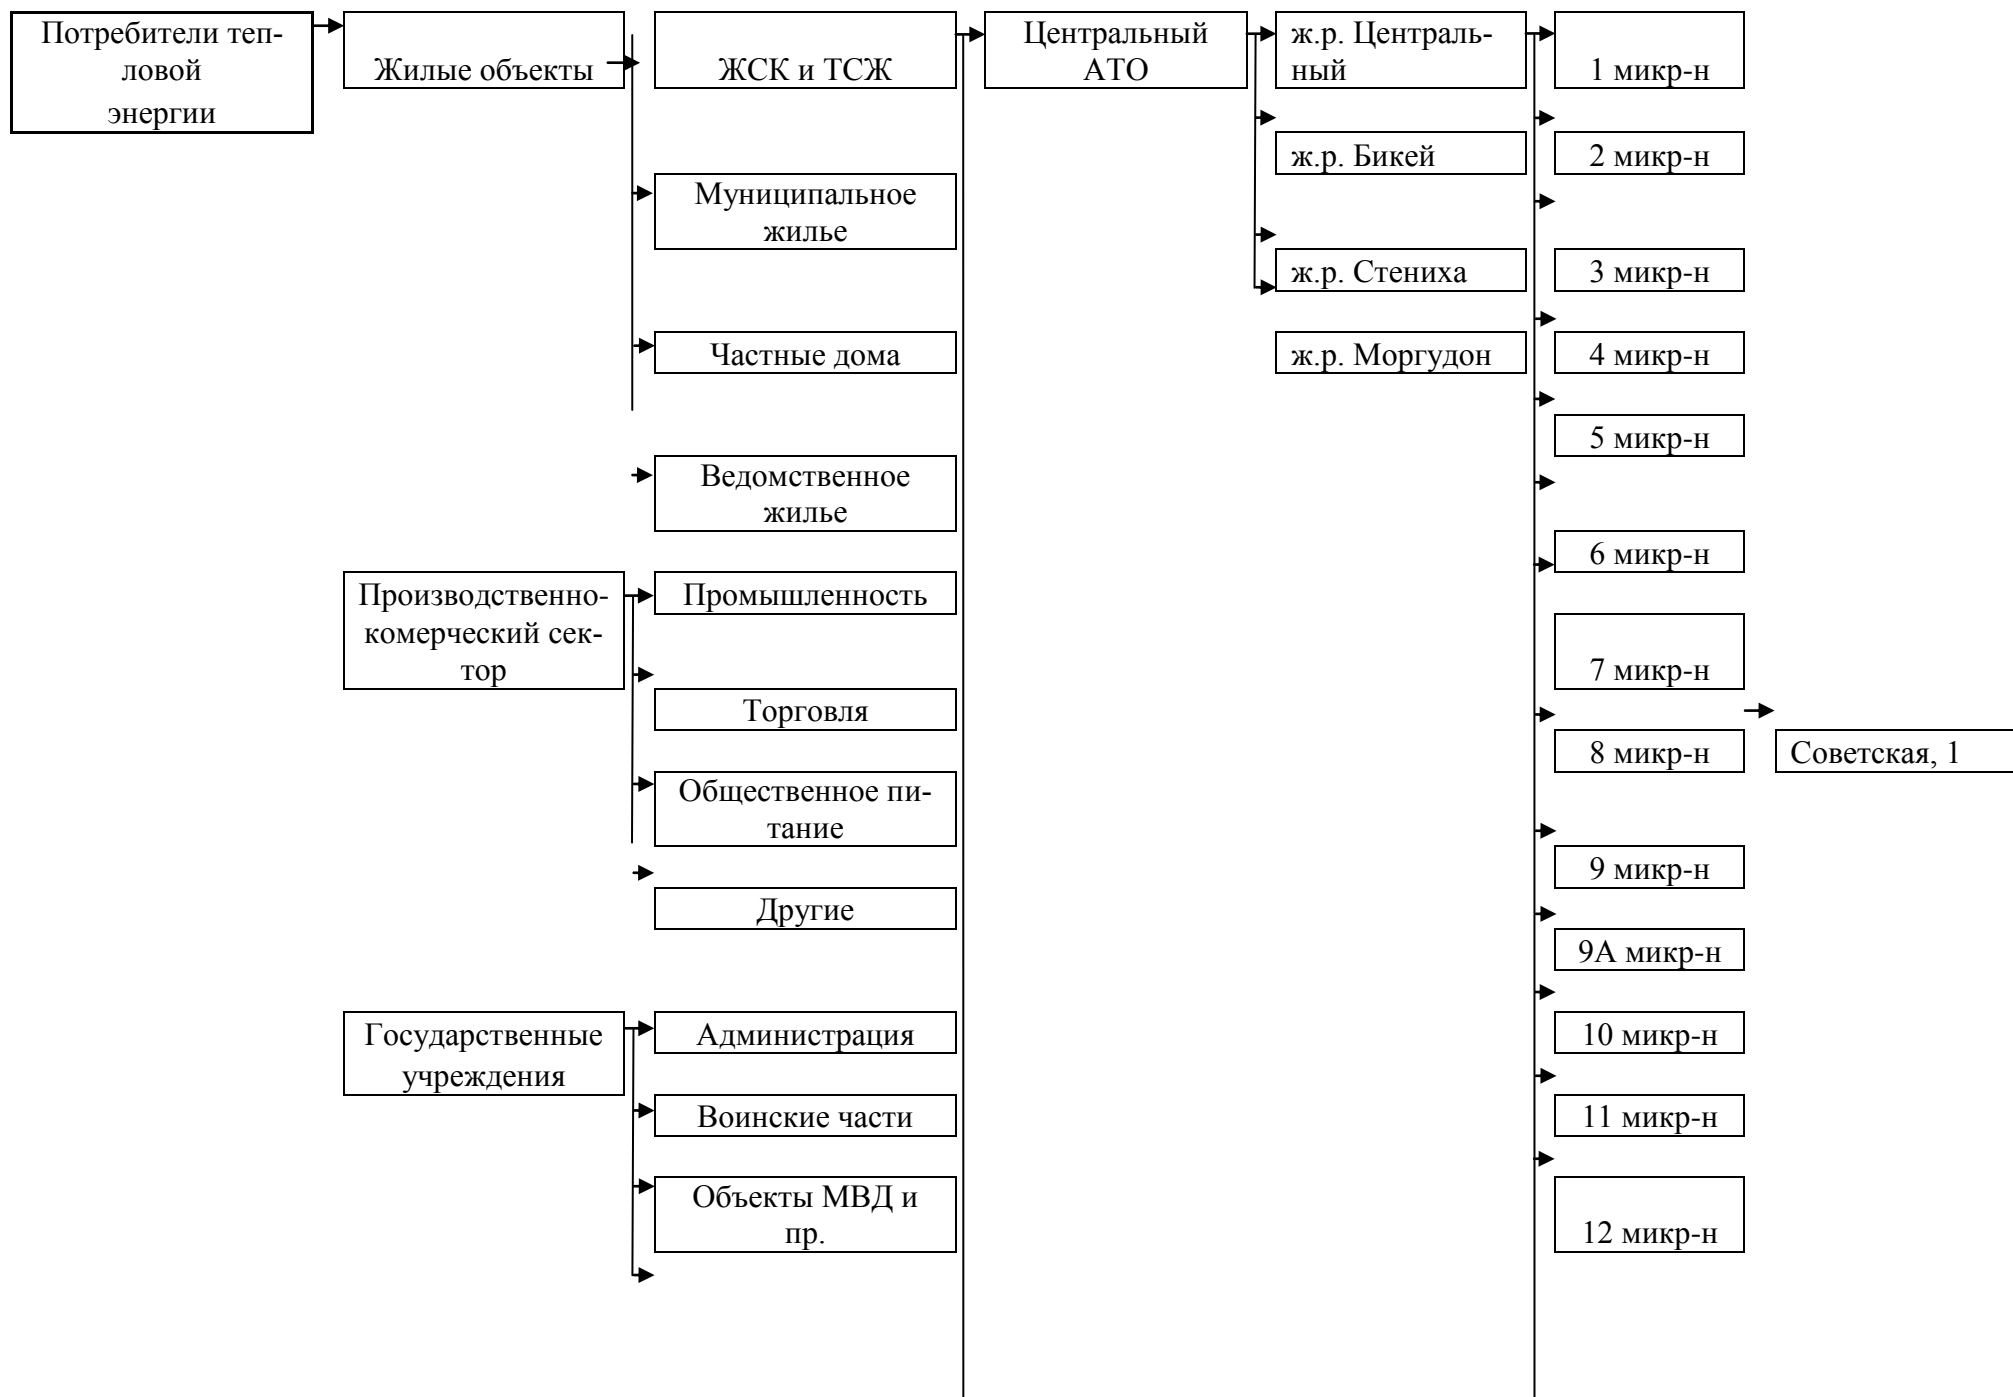 Потребители теп-
ловой
энергии
Жилые объекты
ЖСК и ТСЖ
Центральный
АТО
ж.р. Централь-
ный
1 микр-н
ж.р. Бикей
2 микр-н
Муниципальное
жилье
ж.р. Стениха
3 микр-н
Частные дома
ж.р. Моргудон
4 микр-н
5 микр-н
Ведомственное
жилье
6 микр-н
Производственно-
комерческий сек-
тор
Промышленность
7 микр-н
Торговля
8 микр-н
Советская, 1
Общественное пи-
тание
9 микр-н
Другие
9А микр-н
Государственные
учреждения
Администрация
10 микр-н
Воинские части
11 микр-н
Объекты МВД и
пр.
12 микр-н